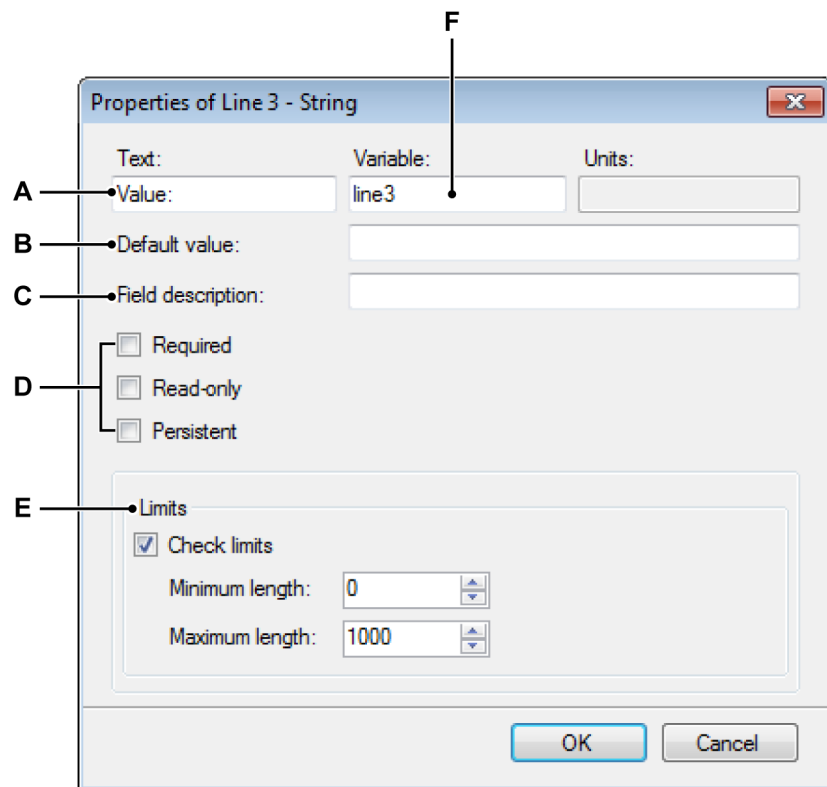 F
Properties of Line 3 - String
Text: Variable: Units:
A Value: line3
B Default value:
C Field description:
Required
D Read-only
Persistent
E Limits
Check limits
Minimum length: 0
Maximum length: 1000
OK Cancel